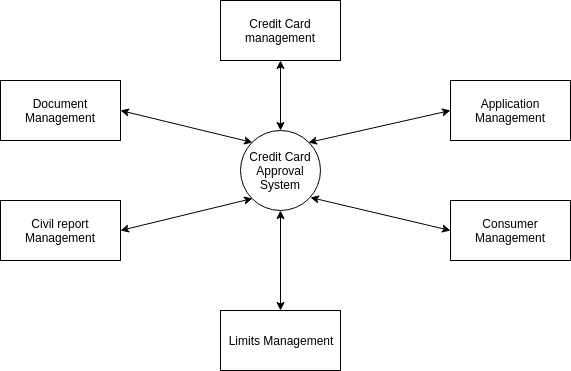 Credit Card
management
Document
Management
Application
Management
Credit Card
Approval
System
Civil report
Management
Consumer
Management
Limits Management